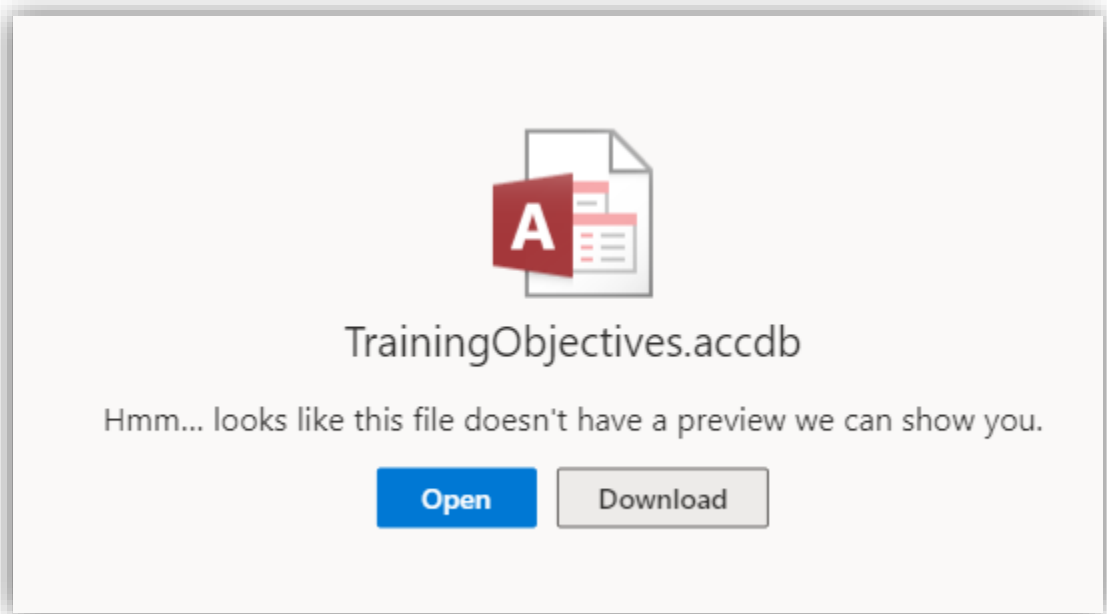 A
TrainingObjectives.accdb
Hmm... looks like this file doesn't have a preview we can show you.
Open
Download